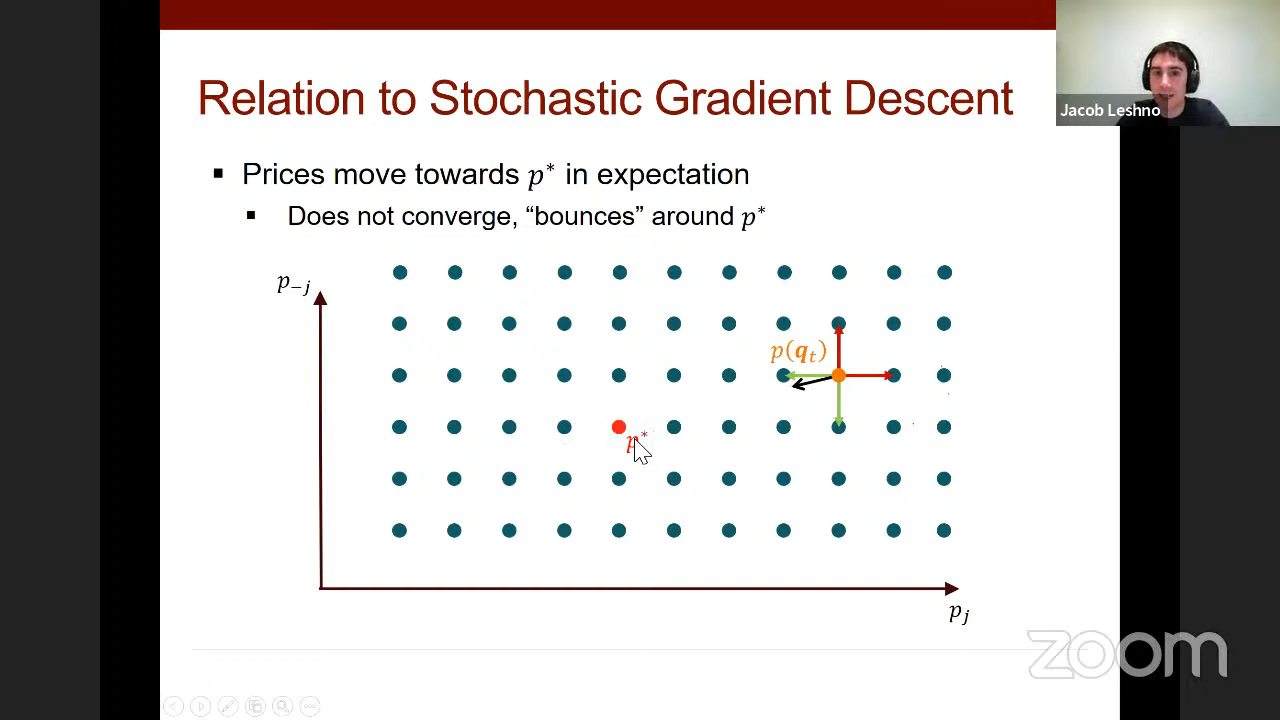 Relation to Stochastic Gradient Descent
Jacob Leshno
▪ Prices move towards p* in expectation
▪ Does not converge, “bounces” around p*
p₋ⱼ
p(𝒒ₜ)
p*
pⱼ
zoom